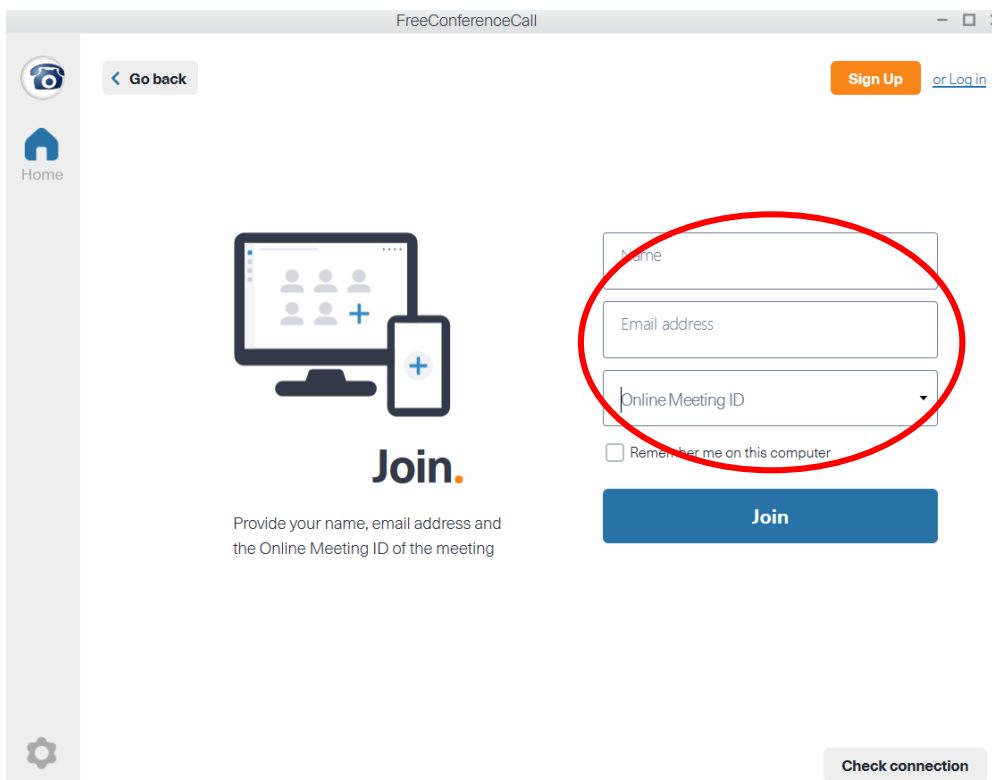 FreeConferenceCall
Go back
Sign Up
or Log in
Home
Name
Email address
Online Meeting ID
Remember me on this computer
Join.
Join
Provide your name, email address and
the Online Meeting ID of the meeting
Check connection